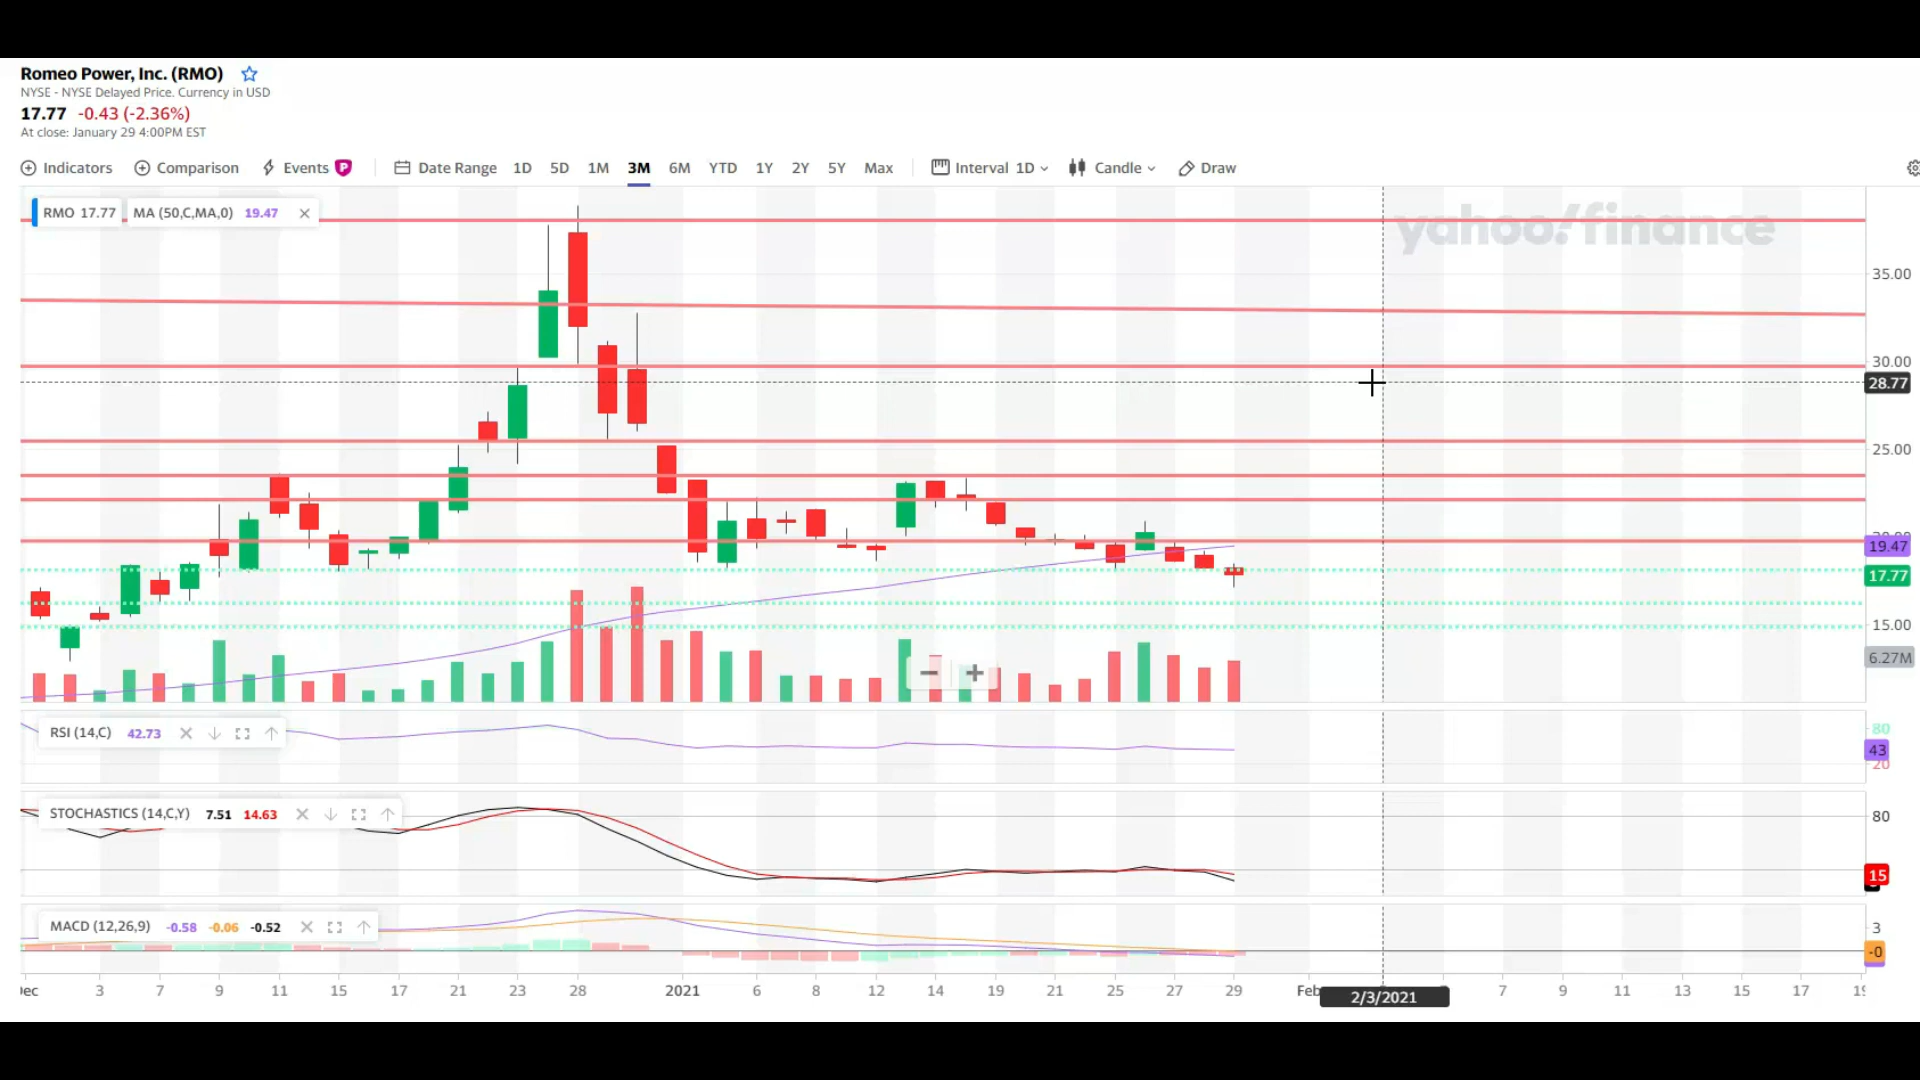 Romeo Power, Inc. (RMO)
NYSE - NYSE Delayed Price. Currency in USD
17.77 -0.43 (-2.36%)
At close: January 29 4:00PM EST
Indicators Comparison Events P Date Range 1D 5D 1M 3M 6M YTD 1Y 2Y 5Y Max Interval 1D Candle Draw
RMO 17.77 MA (50,C,MA,0) 19.47
yahoo!finance
35.00
30.00
28.77
25.00
19.47
17.77
15.00
6.27M
RSI (14,C) 42.73
80
43
20
STOCHASTICS (14,C,Y) 7.51 14.63
80
15
MACD (12,26,9) -0.58 -0.06 -0.52
3
-0
3 7 9 11 15 17 21 23 28 2021 6 8 12 14 19 21 25 27 29 Feb 2/3/2021 7 9 11 13 15 17